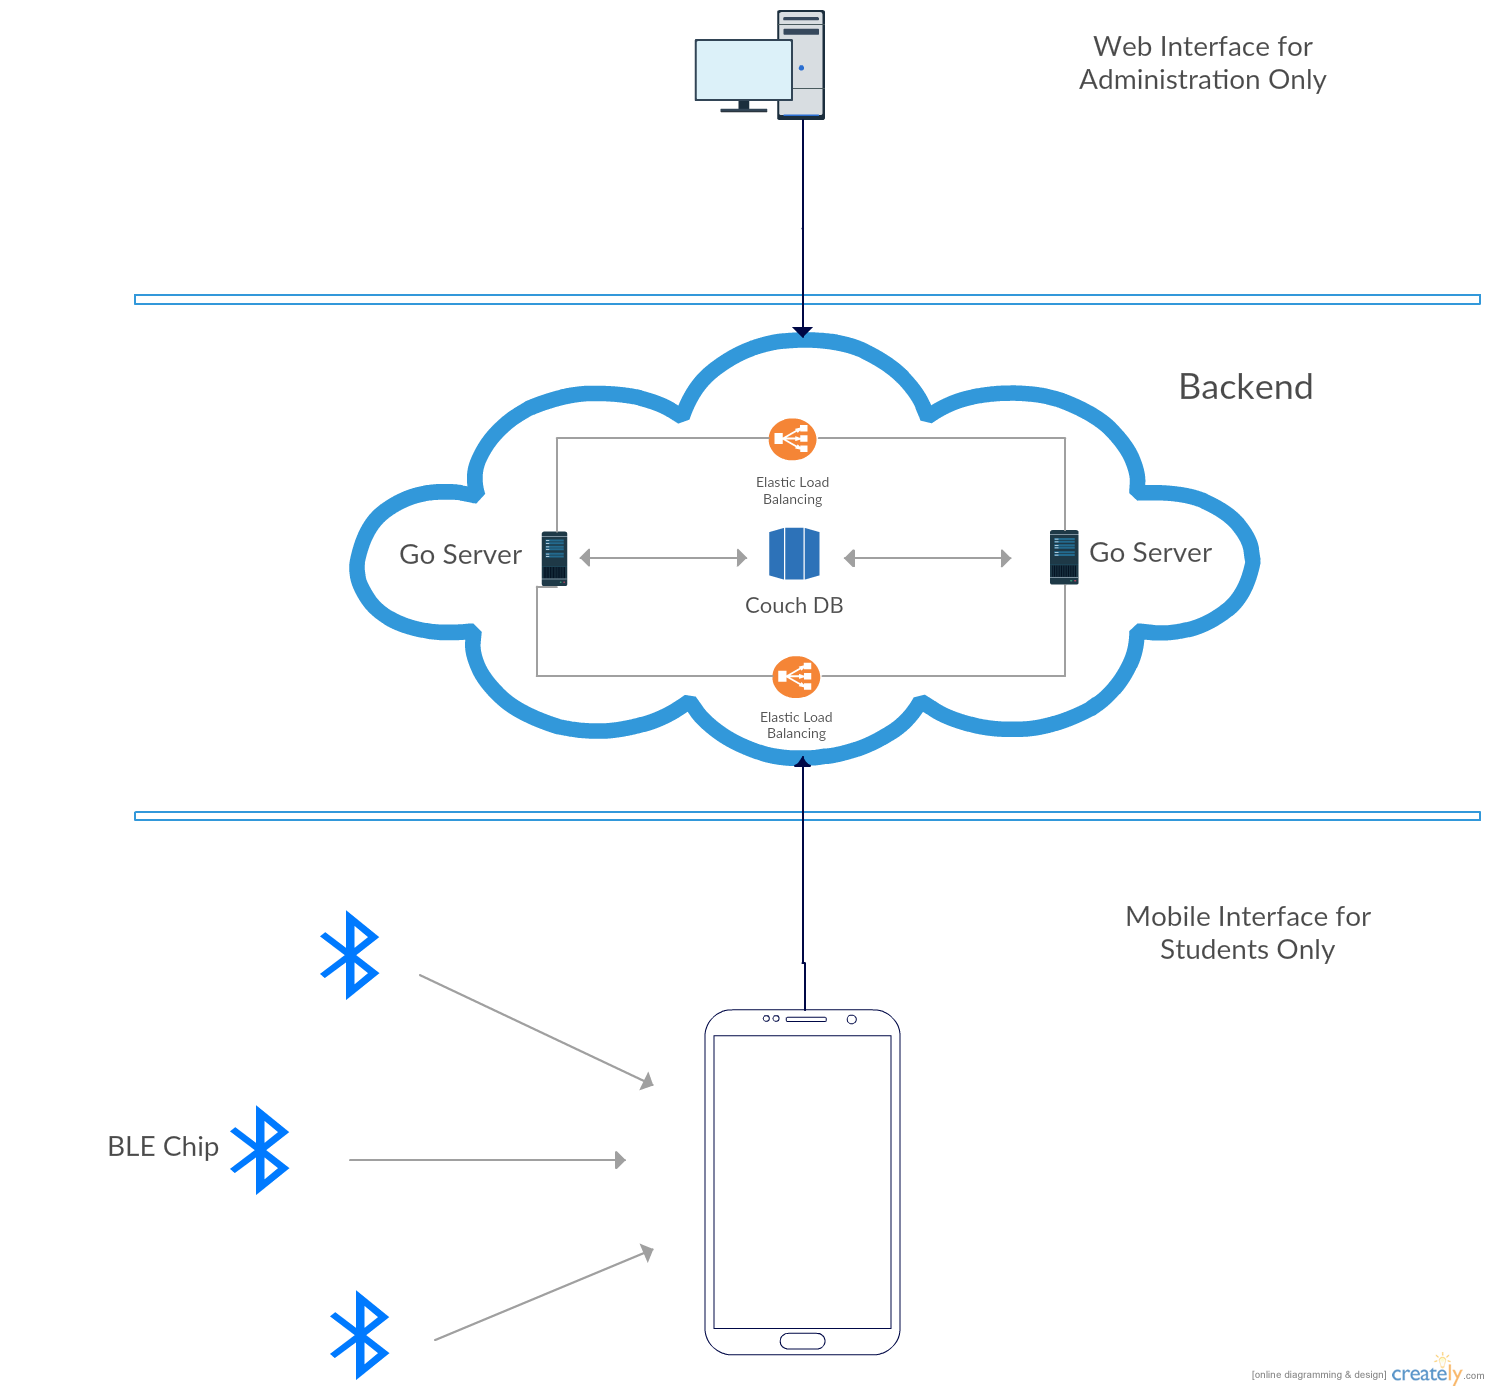 Web Interface for
Administration Only
Backend
Elastic Load
Balancing
Go Server
Go Server
Couch DB
Elastic Load
Balancing
Mobile Interface for
Students Only
BLE Chip
[online diagramming & design] creately.com